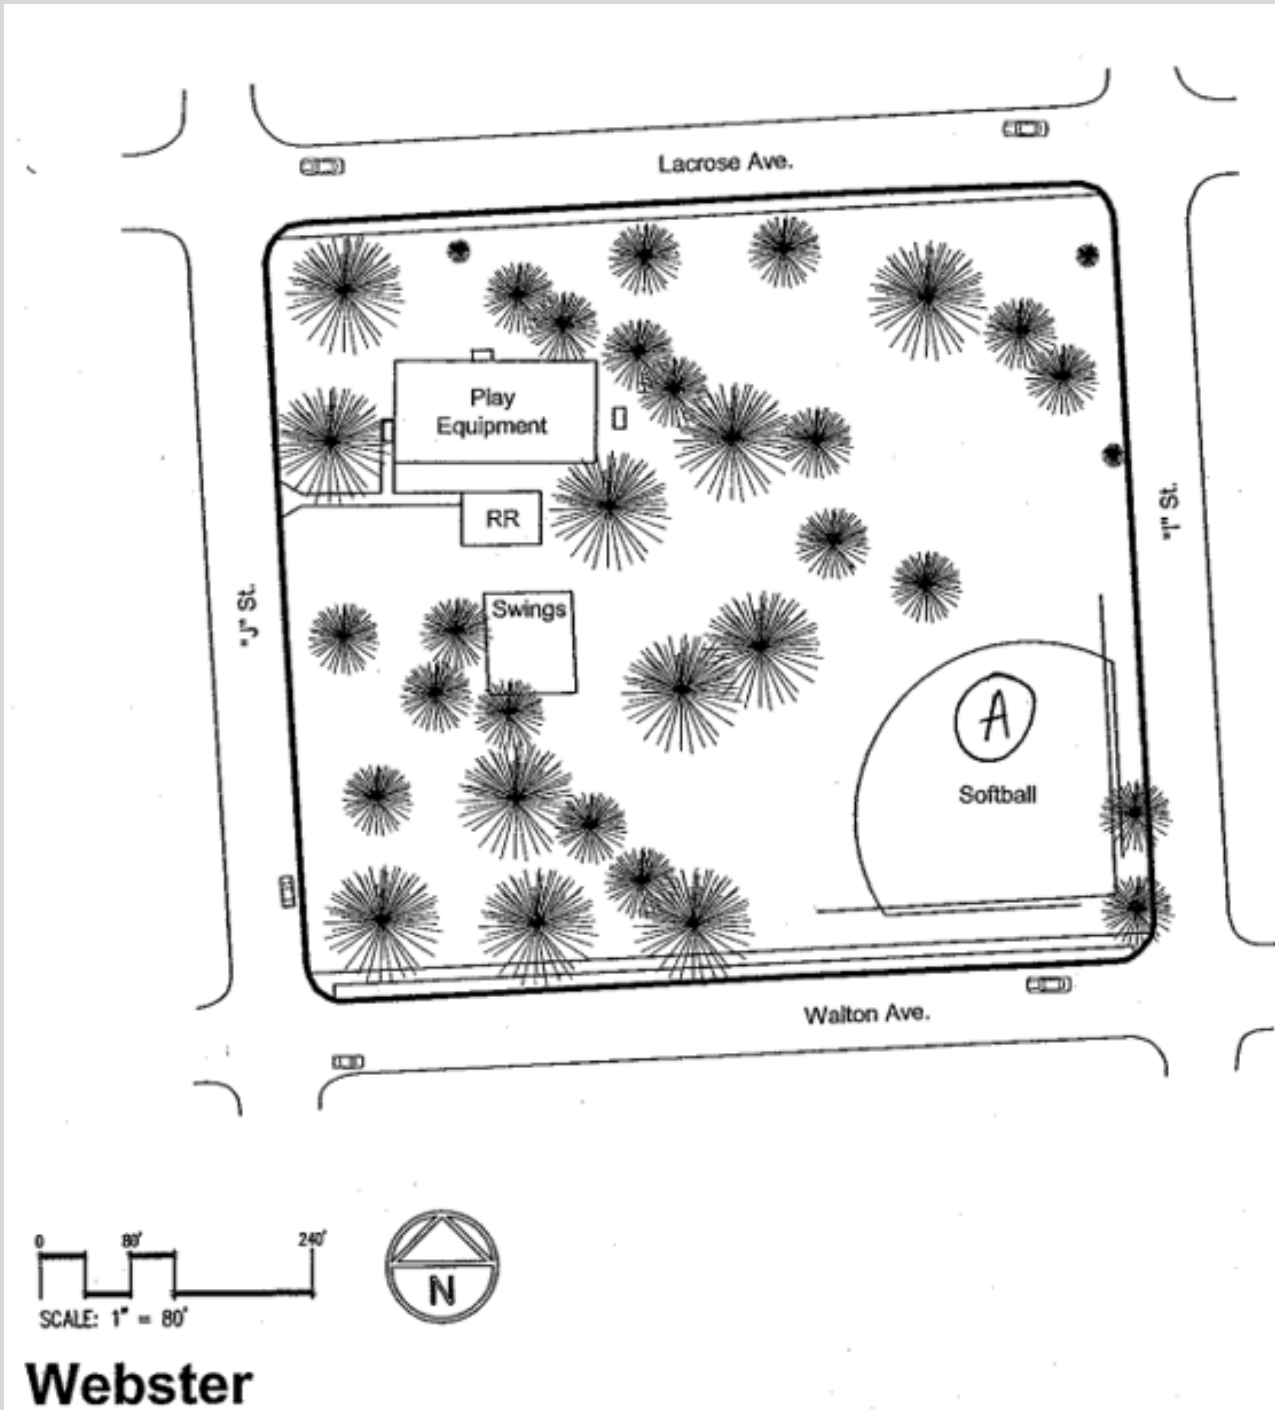 Lacrose Ave.
Play
Equipment
RR
"I" St.
"J" St.
Swings
A
Softball
Walton Ave.
0 80' 240'
SCALE: 1" = 80'
N
Webster